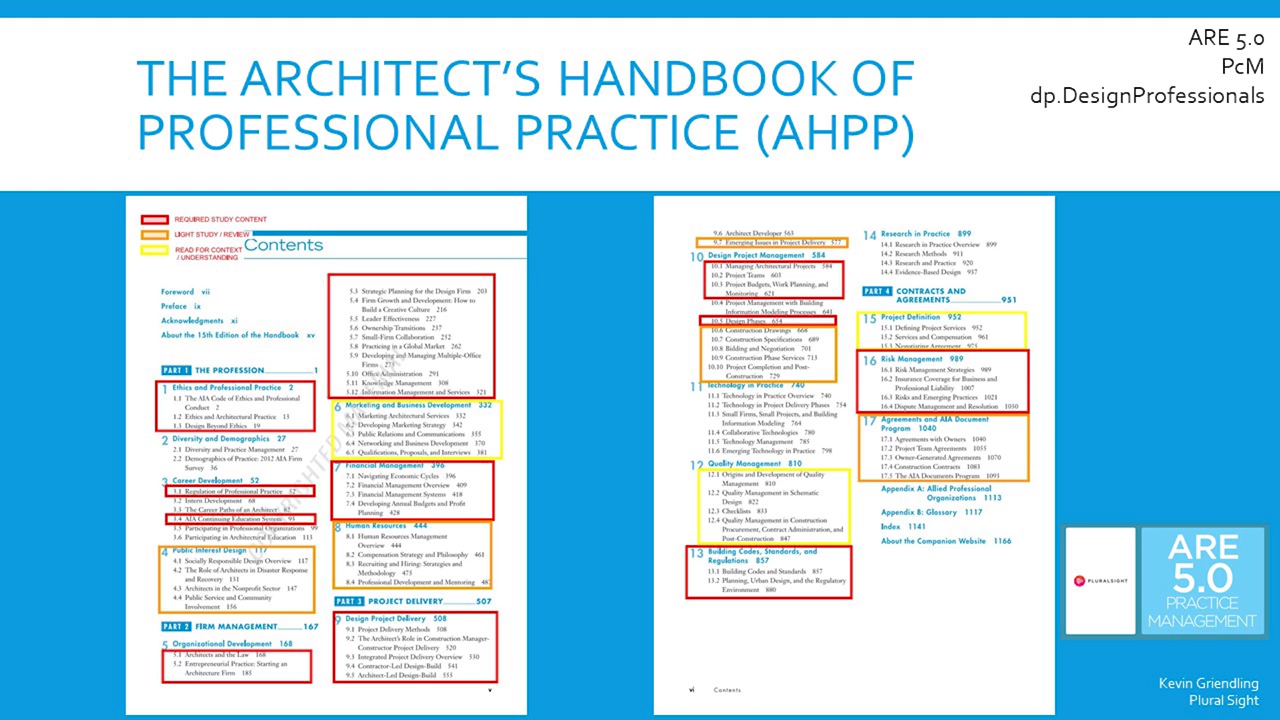 ARE 5.0
PcM
dp.DesignProfessionals
THE ARCHITECT'S HANDBOOK OF
PROFESSIONAL PRACTICE (AHPP)
REQUIRED STUDY CONTENT
LIGHT STUDY / REVIEW
READ FOR CONTEXT
/ UNDERSTANDING
Contents
Foreword vii
Preface ix
Acknowledgments xi
About the 15th Edition of the Handbook xv
PART 1 THE PROFESSION 1
1 Ethics and Professional Practice 2
1.1 The AIA Code of Ethics and Professional
Conduct 2
1.2 Ethics and Architectural Practice 13
1.3 Design Beyond Ethics 19
2 Diversity and Demographics 27
2.1 Diversity and Practice Management 27
2.2 Demographics of Practice: 2012 AIA Firm
Survey 36
3 Career Development 52
3.1 Regulation of Professional Practice 52
3.2 Intern Development 68
3.3 The Career Paths of an Architect 82
3.4 AIA Continuing Education System 93
3.5 Participating in Professional Organizations 99
3.6 Participating in Architectural Education 113
4 Public Interest Design 117
4.1 Socially Responsible Design Overview 117
4.2 The Role of Architects in Disaster Response
and Recovery 131
4.3 Architects in the Nonprofit Sector 147
4.4 Public Service and Community
Involvement 156
PART 2 FIRM MANAGEMENT 167
5 Organizational Development 168
5.1 Architects and the Law 168
5.2 Entrepreneurial Practice: Starting an
Architecture Firm 185
5.3 Strategic Planning for the Design Firm 203
5.4 Firm Growth and Development: How to
Build a Creative Culture 216
5.5 Leader Effectiveness 227
5.6 Ownership Transitions 237
5.7 Small-Firm Collaboration 252
5.8 Practicing in a Global Market 262
5.9 Developing and Managing Multiple-Office
Firms 275
5.10 Office Administration 291
5.11 Knowledge Management 308
5.12 Information Management and Services 321
6 Marketing and Business Development 332
6.1 Marketing Architectural Services 332
6.2 Developing Marketing Strategy 342
6.3 Public Relations and Communications 355
6.4 Networking and Business Development 370
6.5 Qualifications, Proposals, and Interviews 381
7 Financial Management 396
7.1 Navigating Economic Cycles 396
7.2 Financial Management Overview 409
7.3 Financial Management Systems 418
7.4 Developing Annual Budgets and Profit
Planning 428
8 Human Resources 444
8.1 Human Resources Management
Overview 444
8.2 Compensation Strategy and Philosophy 461
8.3 Recruiting and Hiring: Strategies and
Methodology 475
8.4 Professional Development and Mentoring 487
PART 3 PROJECT DELIVERY 507
9 Design Project Delivery 508
9.1 Project Delivery Methods 508
9.2 The Architect's Role in Construction Manager-
Constructor Project Delivery 520
9.3 Integrated Project Delivery Overview 530
9.4 Contractor-Led Design-Build 541
9.5 Architect-Led Design-Build 555
v
9.6 Architect Developer 563
9.7 Emerging Issues in Project Delivery 577
10 Design Project Management 584
10.1 Managing Architectural Projects 584
10.2 Project Teams 603
10.3 Project Budgets, Work Planning, and
Monitoring 621
10.4 Project Management with Building
Information Modeling Processes 641
10.5 Design Phases 654
10.6 Construction Drawings 668
10.7 Construction Specifications 689
10.8 Bidding and Negotiation 701
10.9 Construction Phase Services 713
10.10 Project Completion and Post-
Construction 729
11 Technology in Practice 740
11.1 Technology in Practice Overview 740
11.2 Technology in Project Delivery Phases 754
11.3 Small Firms, Small Projects, and Building
Information Modeling 764
11.4 Collaborative Technologies 780
11.5 Technology Management 785
11.6 Emerging Technology in Practice 798
12 Quality Management 810
12.1 Origins and Development of Quality
Management 810
12.2 Quality Management in Schematic
Design 822
12.3 Checklists 833
12.4 Quality Management in Construction
Procurement, Contract Administration, and
Post-Construction 847
13 Building Codes, Standards, and
Regulations 857
13.1 Building Codes and Standards 857
13.2 Planning, Urban Design, and the Regulatory
Environment 880
14 Research in Practice 899
14.1 Research in Practice Overview 899
14.2 Research Methods 911
14.3 Research and Practice 920
14.4 Evidence-Based Design 937
PART 4 CONTRACTS AND
AGREEMENTS 951
15 Project Definition 952
15.1 Defining Project Services 952
15.2 Services and Compensation 961
15.3 Negotiating Agreements 975
16 Risk Management 989
16.1 Risk Management Strategies 989
16.2 Insurance Coverage for Business and
Professional Liability 1007
16.3 Risks and Emerging Practices 1021
16.4 Dispute Management and Resolution 1030
17 Agreements and AIA Document
Program 1040
17.1 Agreements with Owners 1040
17.2 Project Team Agreements 1055
17.3 Owner-Generated Agreements 1070
17.4 Construction Contracts 1083
17.5 The AIA Documents Program 1093
Appendix A: Allied Professional
Organizations 1113
Appendix B: Glossary 1117
Index 1141
About the Companion Website 1166
vi Contents
PLURALSIGHT
ARE
5.0
PRACTICE
MANAGEMENT
Kevin Griendling
Plural Sight